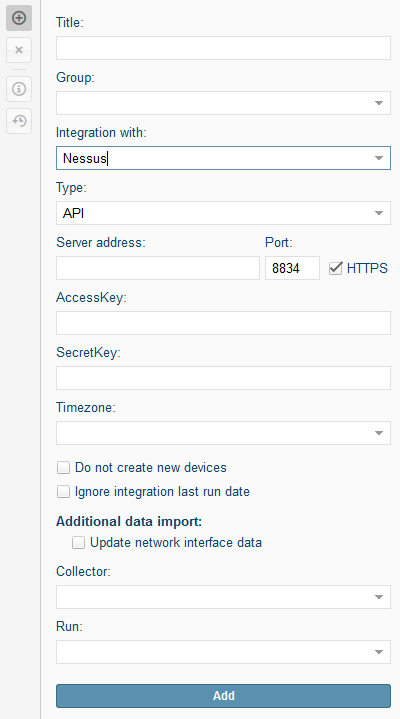 Title:
Group:
Integration with:
Nessus
Type:
API
Server address: Port:
8834 HTTPS
AccessKey:
SecretKey:
Timezone:
Do not create new devices
Ignore integration last run date
Additional data import:
Update network interface data
Collector:
Run:
Add